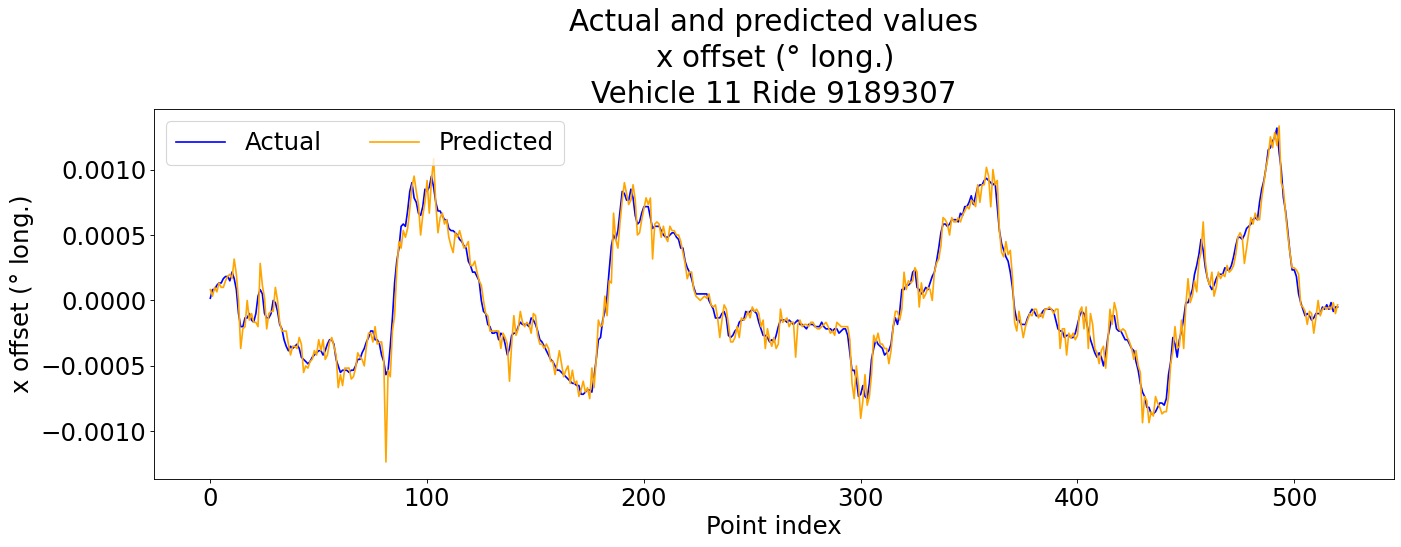 Actual and predicted values
x offset (° long.)
Vehicle 11 Ride 9189307
Actual
Predicted
x offset (° long.)
0.0010
0.0005
0.0000
−0.0005
−0.0010
0
100
200
300
400
500
Point index